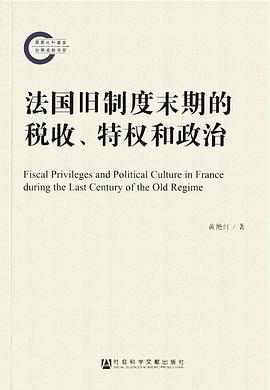 国家社科基金
后期资助项目
法国旧制度末期的
税收、特权和政治
Fiscal Privileges and Political Culture in France
during the Last Century of the Old Regime
黄艳红 / 著
社会科学文献出版社
SOCIAL SCIENCES ACADEMIC PRESS (CHINA)